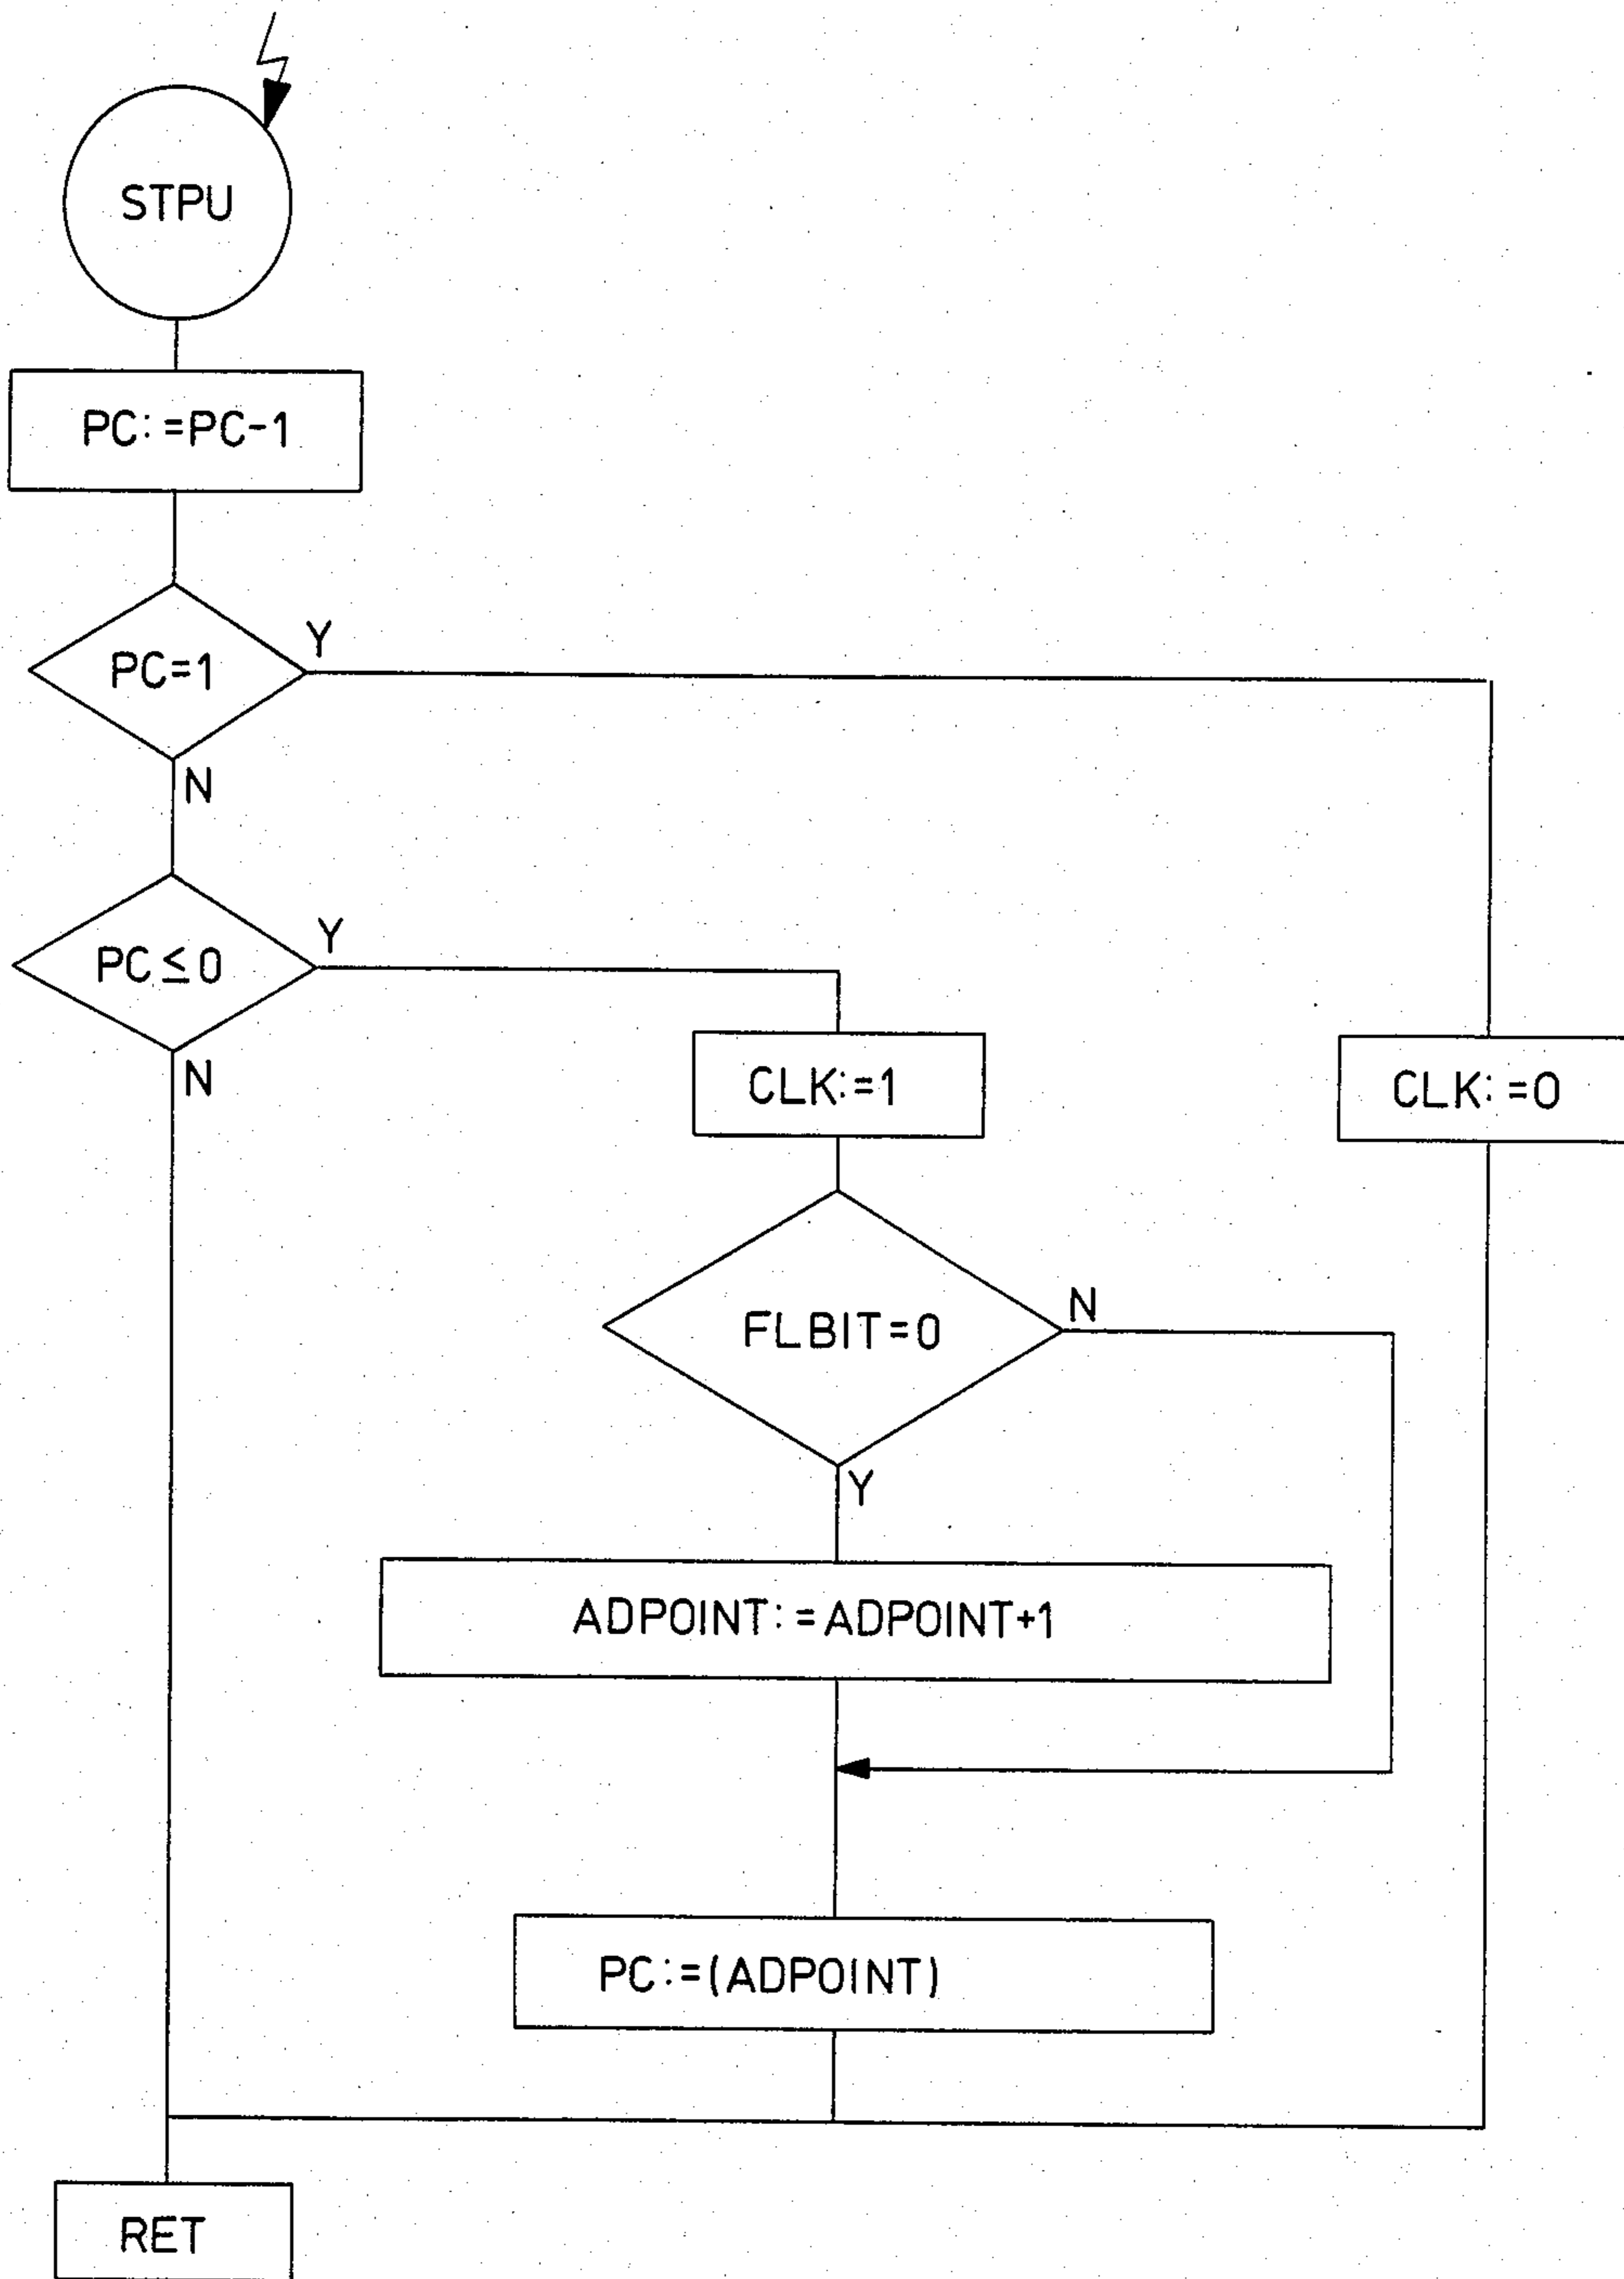 STPU
PC:=PC-1
PC=1
Y
N
PC≤0
Y
N
CLK:=1
CLK:=0
FLBIT=0
N
Y
ADPOINT:=ADPOINT+1
PC:=(ADPOINT)
RET